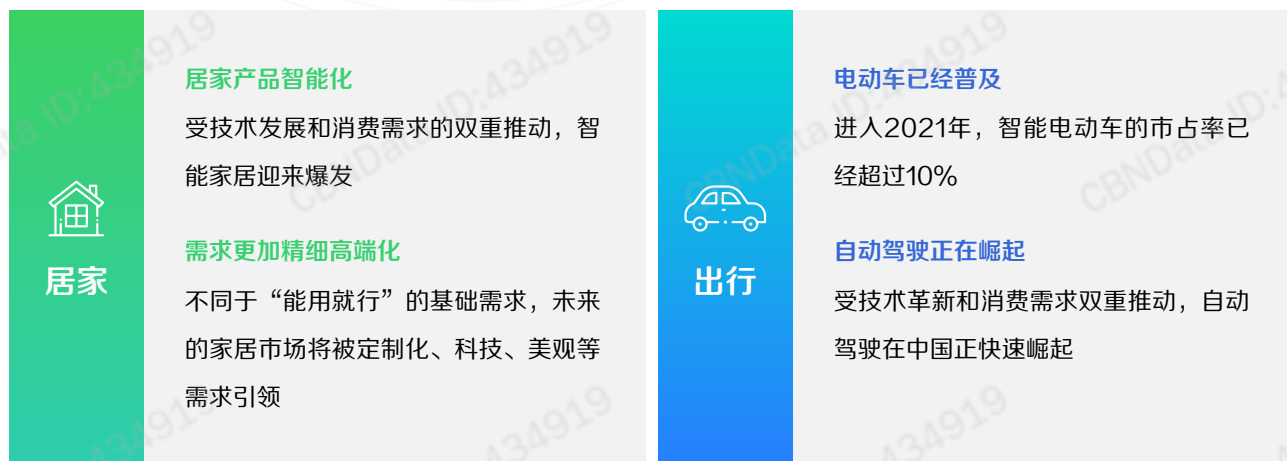 居家
居家产品智能化
受技术发展和消费需求的双重推动，智
能家居迎来爆发
需求更加精细高端化
不同于“能用就行”的基础需求，未来
的家居市场将被定制化、科技、美观等
需求引领
出行
电动车已经普及
进入2021年，智能电动车的市占率已
经超过10%
自动驾驶正在崛起
受技术革新和消费需求双重推动，自动
驾驶在中国正快速崛起
CBNData ID:434919